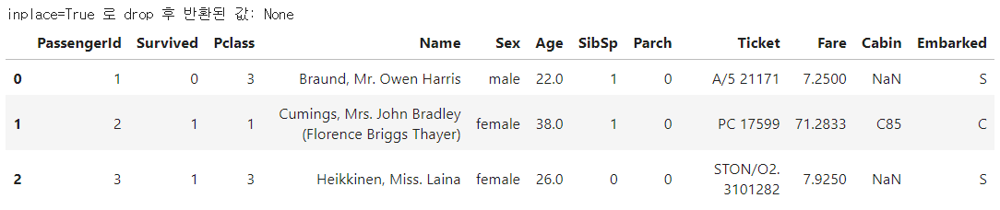 inplace=True 로 drop 후 반환된 값: None
PassengerId Survived Pclass Name Sex Age SibSp Parch Ticket Fare Cabin Embarked
0 1 0 3 Braund, Mr. Owen Harris male 22.0 1 0 A/5 21171 7.2500 NaN S
1 2 1 1 Cumings, Mrs. John Bradley (Florence Briggs Thayer) female 38.0 1 0 PC 17599 71.2833 C85 C
2 3 1 3 Heikkinen, Miss. Laina female 26.0 0 0 STON/O2. 3101282 7.9250 NaN S